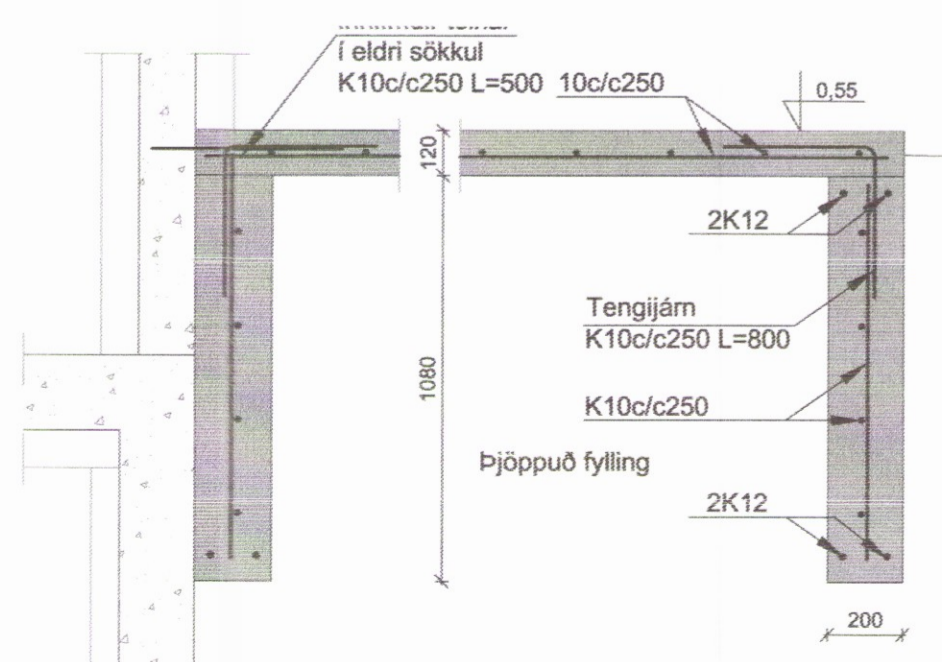 í eldri sökkul
K10c/c250 L=500
10c/c250
0,55
120
2K12
Tengijárn
K10c/c250 L=800
1080
K10c/c250
Þjöppuð fylling
2K12
200